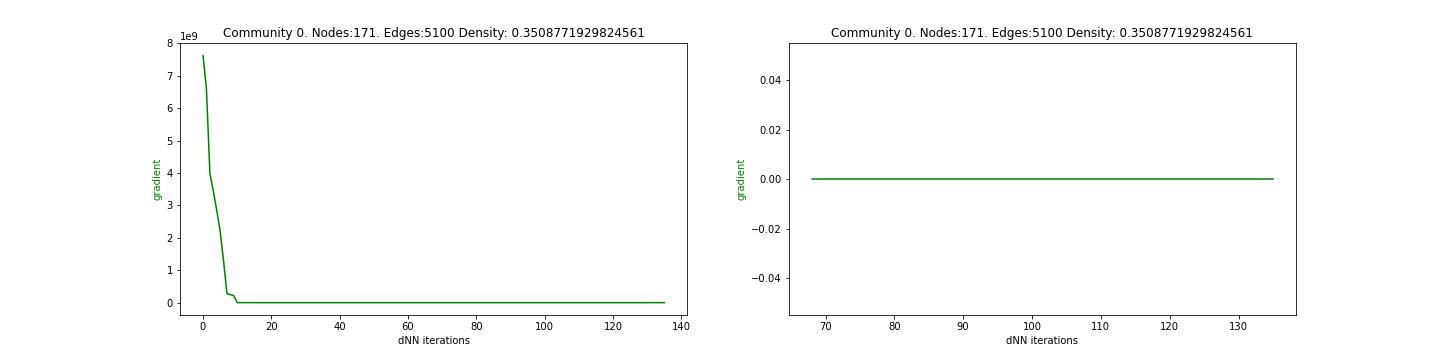 Community 0. Nodes:171. Edges:5100 Density: 0.3508771929824561
1e9
8
7
6
5
4
3
2
1
0
gradient
0 20 40 60 80 100 120 140
dNN iterations
Community 0. Nodes:171. Edges:5100 Density: 0.3508771929824561
0.04
0.02
0.00
−0.02
−0.04
gradient
70 80 90 100 110 120 130
dNN iterations